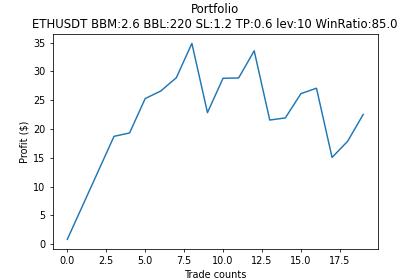 Portfolio
ETHUSDT BBM:2.6 BBL:220 SL:1.2 TP:0.6 lev:10 WinRatio:85.0
35
30
25
20
15
10
5
0
Profit ($)
0.0 2.5 5.0 7.5 10.0 12.5 15.0 17.5
Trade counts